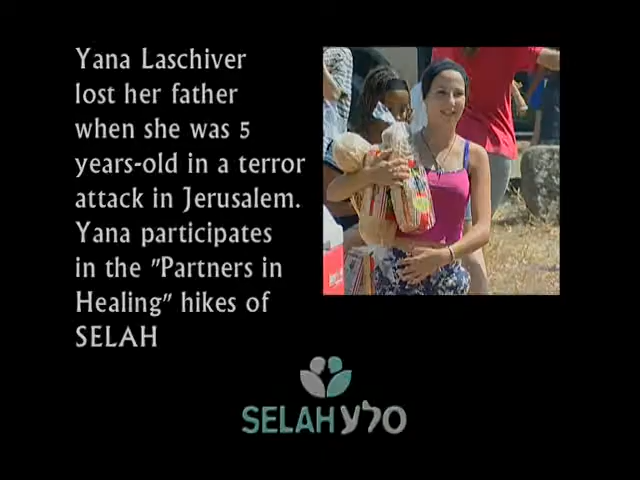 Yana Laschiver
lost her father
when she was 5
years-old in a terror
attack in Jerusalem.
Yana participates
in the "Partners in
Healing" hikes of
SELAH
SELAH סלע